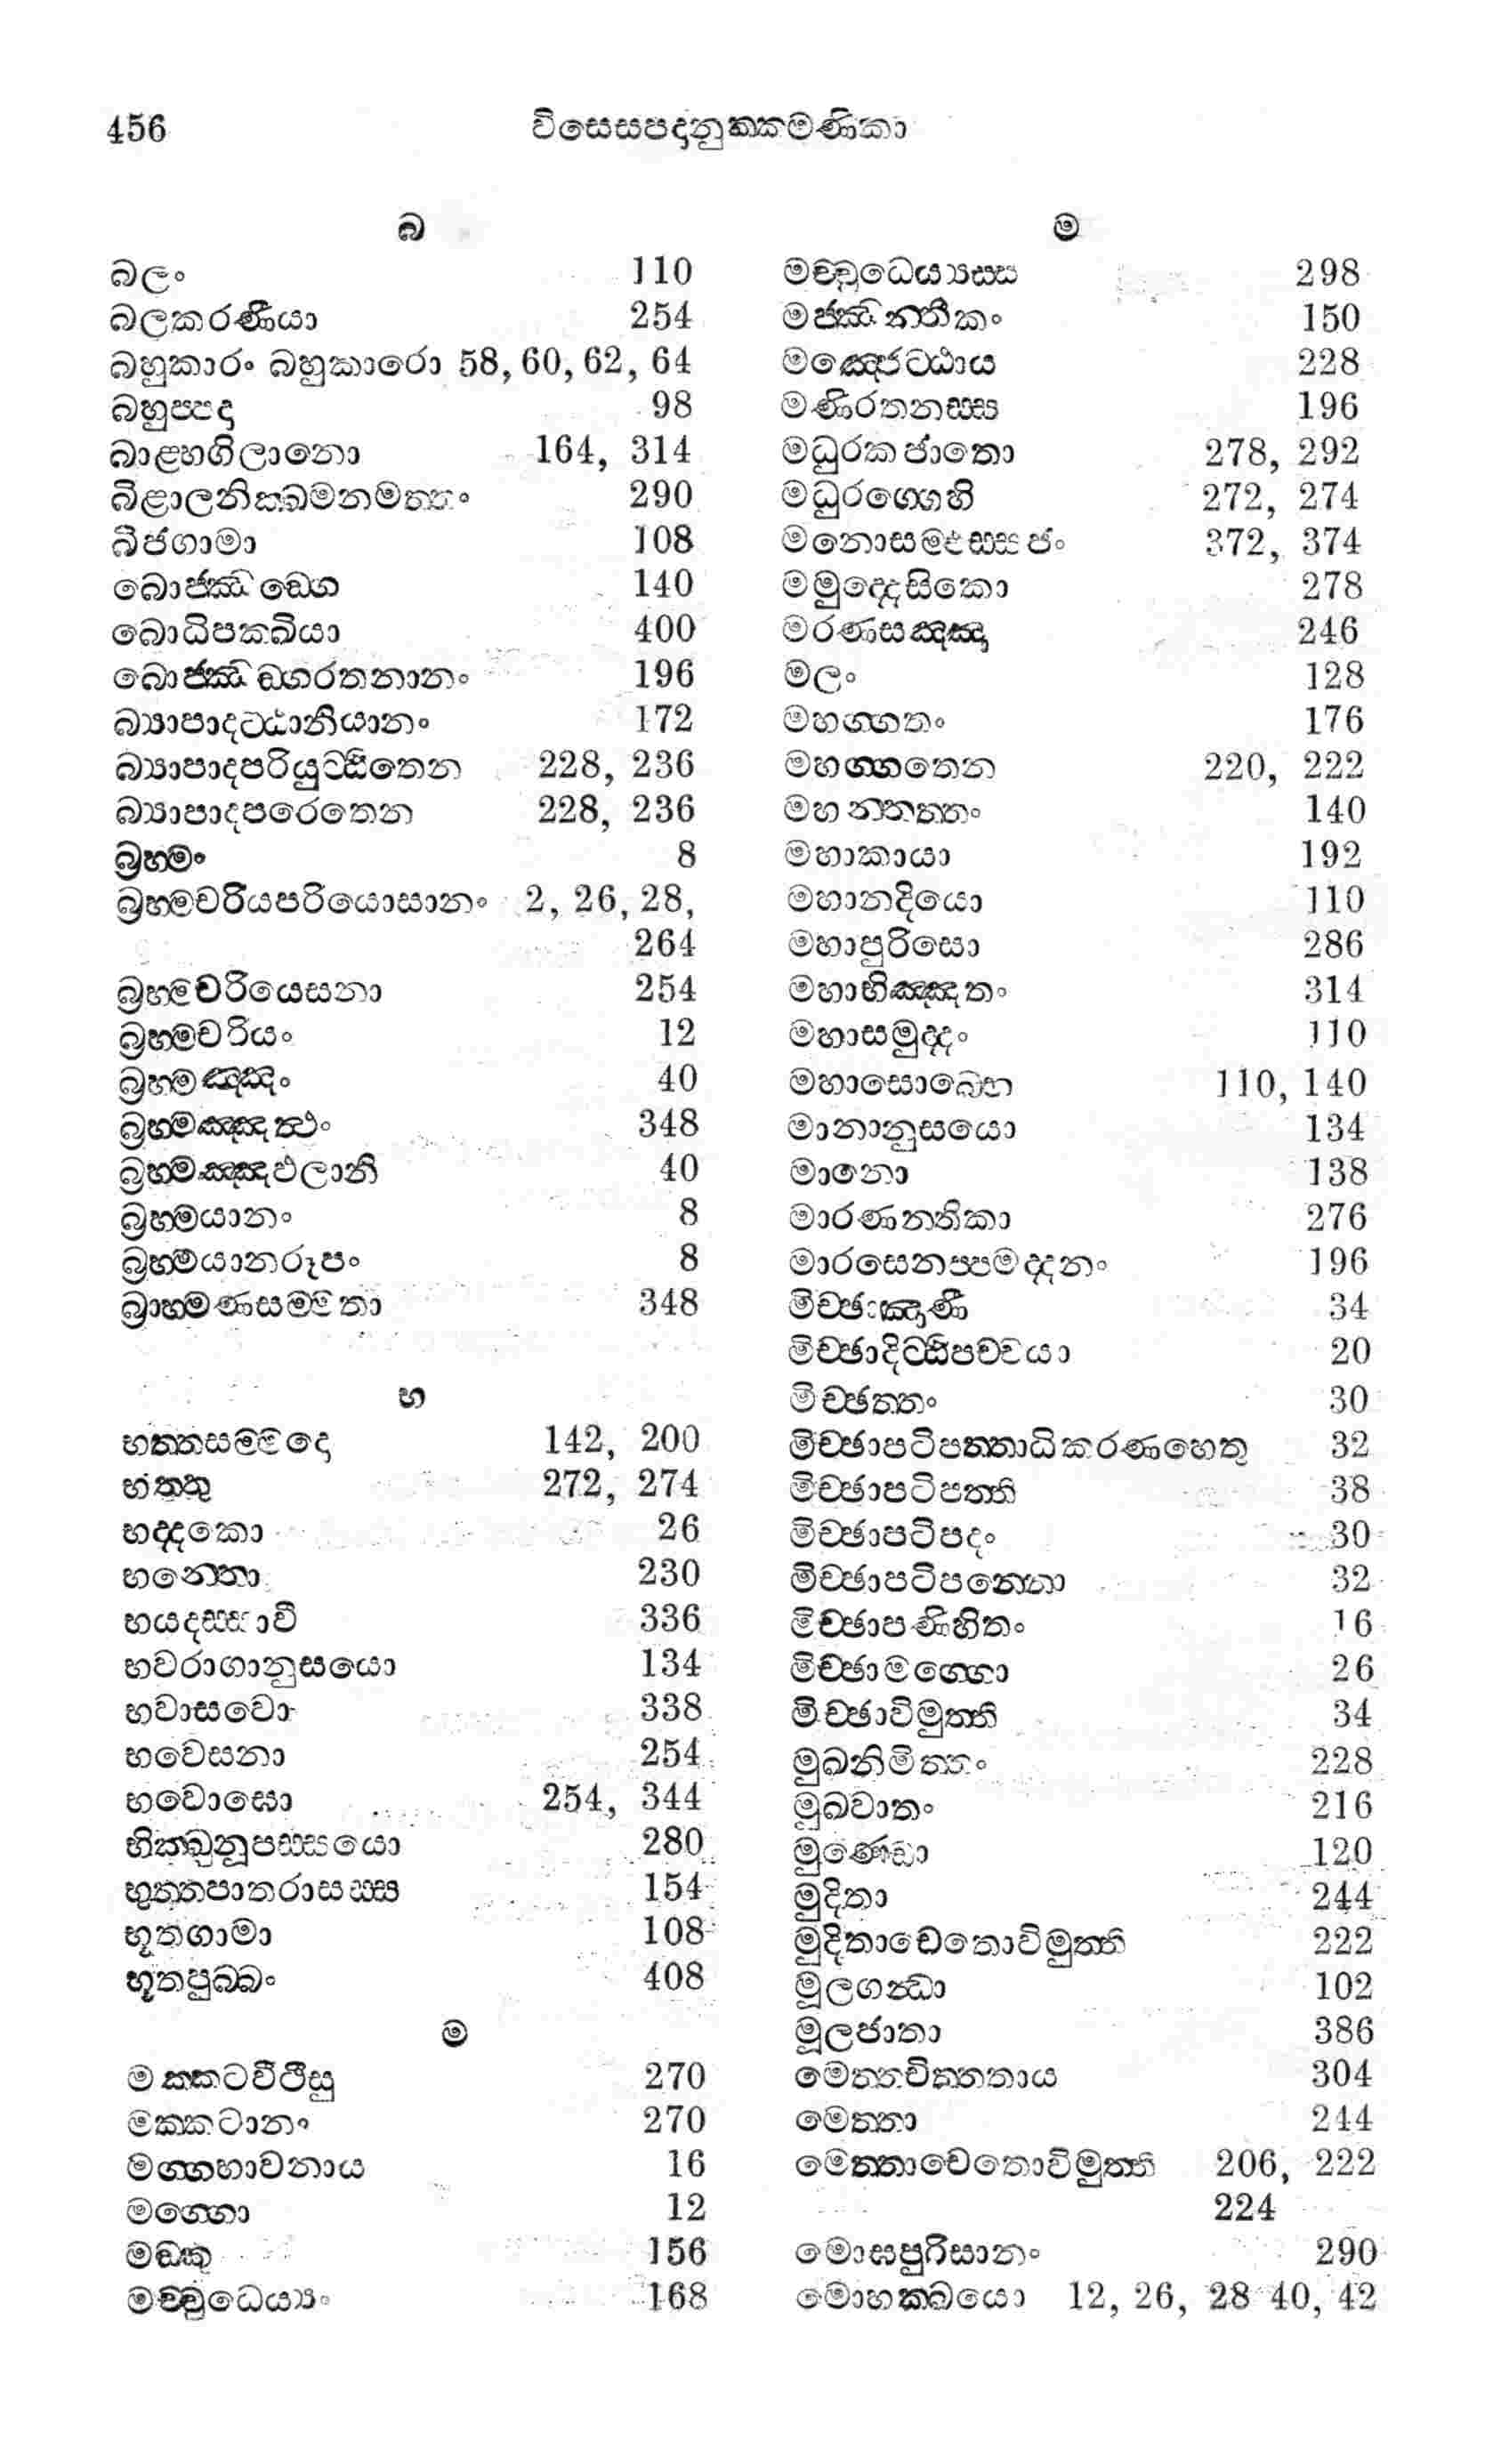 456 විසෙසපදානුක්කමණිකා
බ
බලං 110
බලකරණීයා 254
බහුකාරං බහුකාරො 58, 60, 62, 64
බහුප්පදා 98
බාළ්හගිලානො 164, 314
බිළාලනික්ඛමනමත්තං 290
බීජගාමා 108
බොජ්ඣඞ්ගෙ 140
බොධිපක්ඛියා 400
බොජ්ඣඞ්ගරතනානං 196
බ්‍යාපාදට්ඨානියානං 172
බ්‍යාපාදපරියුට්ඨිතෙන 228, 236
බ්‍යාපාදපරෙතෙන 228, 236
බ්‍රහ්මං 8
බ්‍රහ්මචරියපරියොසානං 2, 26, 28,
264
බ්‍රහ්මචරියෙසනා 254
බ්‍රහ්මචරියං 12
බ්‍රහ්මඤ්ඤං 40
බ්‍රහ්මඤ්ඤත්ථං 348
බ්‍රහ්මඤ්ඤඵලානි 40
බ්‍රහ්මයානං 8
බ්‍රහ්මයානරූපං 8
බ්‍රාහ්මණසම්මතා 348
භ
භත්තසම්මදො 142, 200
භත්තු 272, 274
භද්දකො 26
භන්තෙතා 230
භයදස්සාවී 336
භවරාගානුසයො 134
භවාසවො 338
භවෙසනා 254
භවොඝො 254, 344
භික්ඛුනූපස්සයො 280
භුත්තපාතරාසස්ස 154
භූතගාමා 108
භූතපුබ්බං 408
ම
මක්කටවීථීසු 270
මක්කටානං 270
මග්ගභාවනාය 16
මග්ගො 12
මඞ්කු 156
මච්චුධෙය්‍යං 168
ම
මච්චුධෙය්‍යස්ස 298
මජ්ඣන්තිකං 150
මඤ්ජෙට්ඨාය 228
මණිරතනස්ස 196
මධුරකජාතො 278, 292
මධුරග්ගෙහි 272, 274
මනොසම්ඵස්සජං 372, 374
මමුද්දෙසිකො 278
මරණසඤ්ඤා 246
මලං 128
මහග්ගතං 176
මහග්ගතෙන 220, 222
මහන්තත්තං 140
මහාකායා 192
මහානදියො 110
මහාපුරිසො 286
මහාභිඤ්ඤතං 314
මහාසමුද්දං 110
මහාසොබ්භෙ 110, 140
මානානුසයො 134
මානො 138
මාරණන්තිකා 276
මාරසෙනප්පමද්දනං 196
මිච්ඡාඤාණී 34
මිච්ඡාදිට්ඨිපච්චයා 20
මිච්ඡත්තං 30
මිච්ඡාපටිපත්තාධිකරණහෙතු 32
මිච්ඡාපටිපත්ති 38
මිච්ඡාපටිපදං 30
මිච්ඡාපටිපන්නො 32
මිච්ඡාපණිහිතං 16
මිච්ඡාමග්ගො 26
මිච්ඡාවිමුත්ති 34
මුඛනිමිත්තං 228
මුඛවාතං 216
මුණ්ඩො 120
මුදිතා 244
මුදිතාචෙතොවිමුත්ති 222
මූලගන්ධා 102
මූලජාතා 386
මෙත්තචිත්තතාය 304
මෙත්තා 244
මෙත්තාචෙතොවිමුත්ති 206, 222
224
මොඝපුරිසානං 290
මොහක්ඛයො 12, 26, 28 40, 42